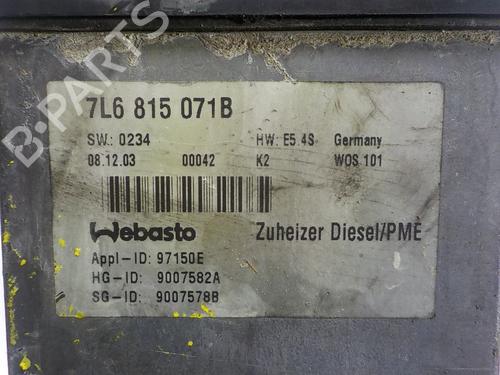 B-PARTS
7L6 815 071B
SW: 0234 HW: E5.4S Germany
08.12.03 00042 K2 WOS 101
Webasto Zuheizer Diesel/PME
Appl-ID: 97150E
HG-ID: 9007582A
SG-ID: 9007578B